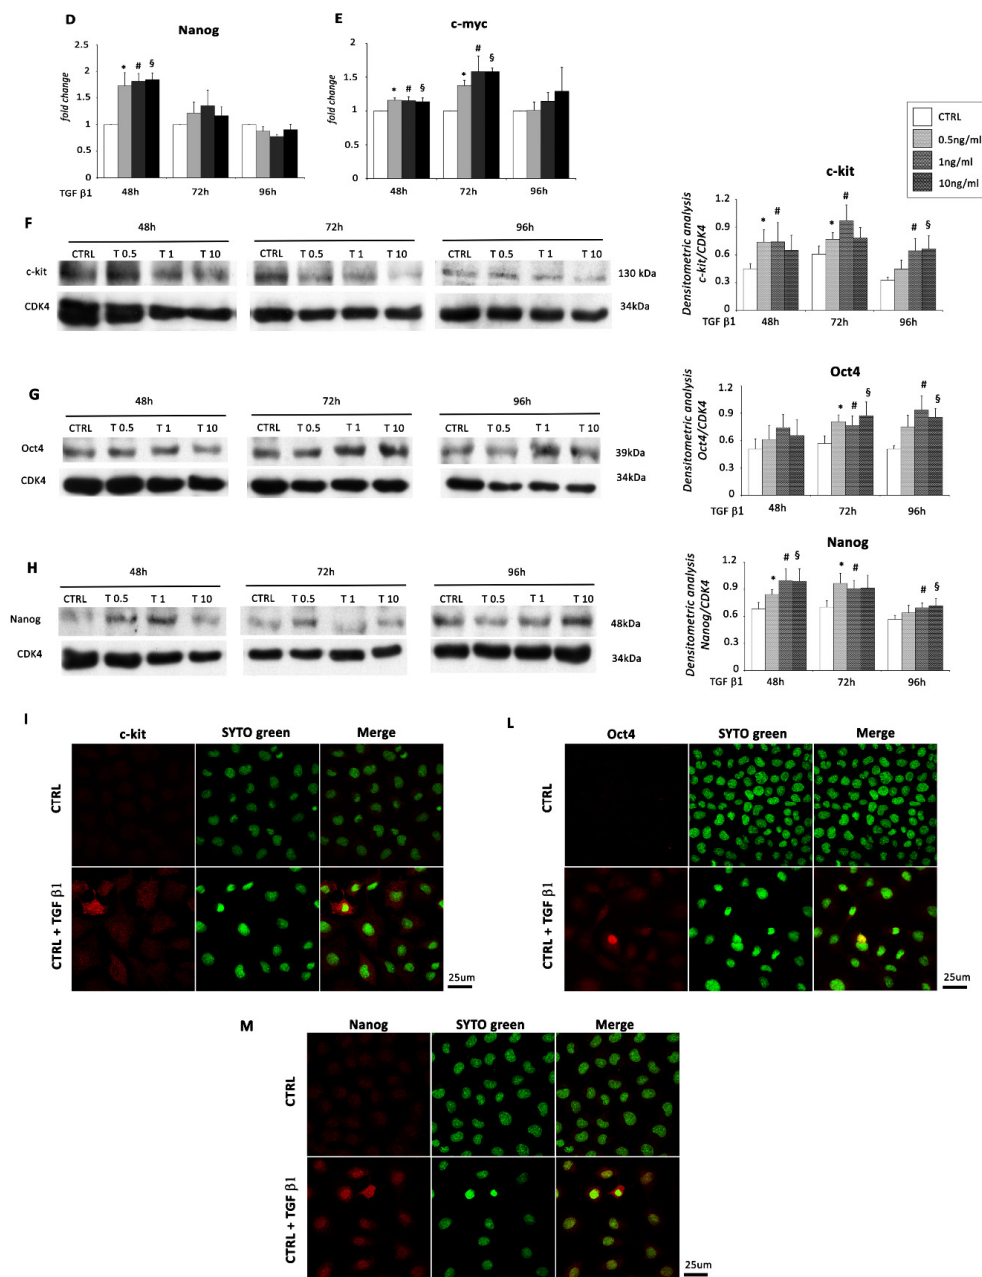 D
Nanog
2.5
2
1.5
1
0.5
0
fold change
TGF β1
48h
72h
96h
E
c-myc
2
1.5
1
0.5
0
fold change
48h
72h
96h
* # §
* # §
* # §
CTRL
0.5ng/ml
1ng/ml
10ng/ml
F
48h
72h
96h
CTRL T 0.5 T 1 T 10
CTRL T 0.5 T 1 T 10
CTRL T 0.5 T 1 T 10
c-kit
130 kDa
CDK4
34kDa
c-kit
Densitometric analysis
c-kit/CDK4
1.2
0.9
0.6
0.3
0
* #
* #
# §
TGF β1
48h
72h
96h
G
48h
72h
96h
CTRL T 0.5 T 1 T 10
CTRL T 0.5 T 1 T 10
CTRL T 0.5 T 1 T 10
Oct4
39kDa
CDK4
34kDa
Oct4
Densitometric analysis
Oct4/CDK4
1.2
0.9
0.6
0.3
0
* # §
# §
TGF β1
48h
72h
96h
H
48h
72h
96h
CTRL T 0.5 T 1 T 10
CTRL T 0.5 T 1 T 10
CTRL T 0.5 T 1 T 10
Nanog
48kDa
CDK4
34kDa
Nanog
Densitometric analysis
Nanog/CDK4
1.2
0.9
0.6
0.3
0
* # §
* #
# §
TGF β1
48h
72h
96h
I
c-kit
SYTO green
Merge
CTRL
CTRL + TGF β1
25um
L
Oct4
SYTO green
Merge
CTRL
CTRL + TGF β1
25um
M
Nanog
SYTO green
Merge
CTRL
CTRL + TGF β1
25um